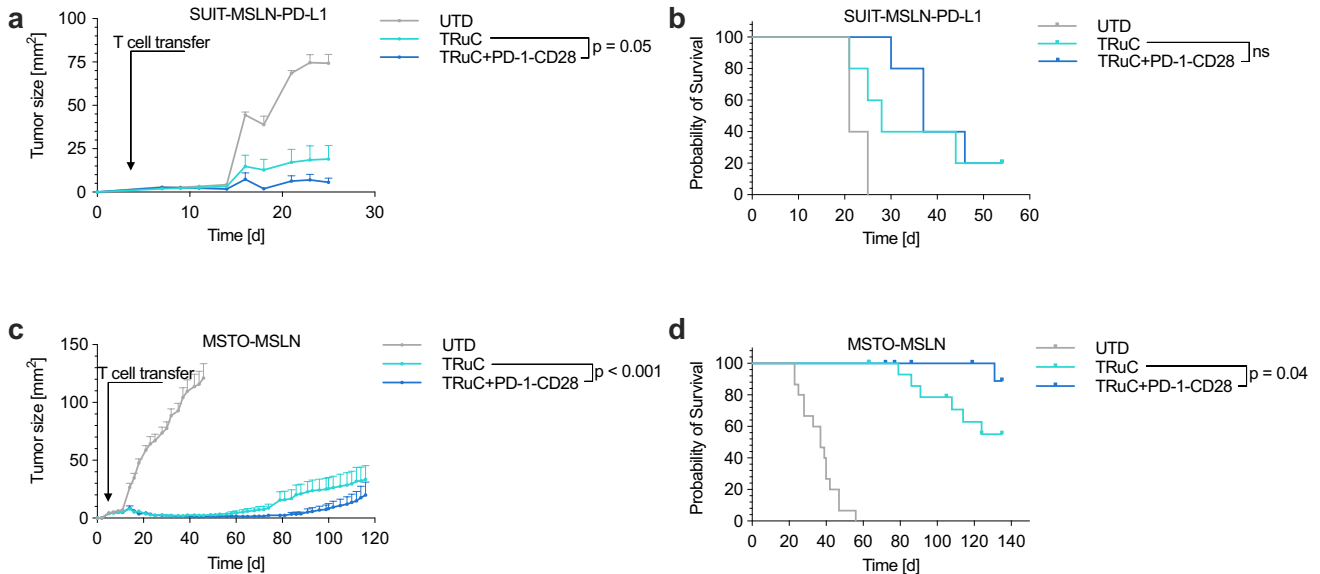 a
SUIT-MSLN-PD-L1
T cell transfer
Tumor size [mm²]
100
75
50
25
0
0 10 20 30
Time [d]
UTD
TRuC
TRuC+PD-1-CD28
p = 0.05
b
SUIT-MSLN-PD-L1
Probability of Survival
100
80
60
40
20
0
0 10 20 30 40 50 60
Time [d]
UTD
TRuC
TRuC+PD-1-CD28
ns
c
MSTO-MSLN
T cell transfer
Tumor size [mm²]
150
100
50
0
0 20 40 60 80 100 120
Time [d]
UTD
TRuC
TRuC+PD-1-CD28
p < 0.001
d
MSTO-MSLN
Probability of Survival
100
80
60
40
20
0
0 20 40 60 80 100 120 140
Time [d]
UTD
TRuC
TRuC+PD-1-CD28
p = 0.04